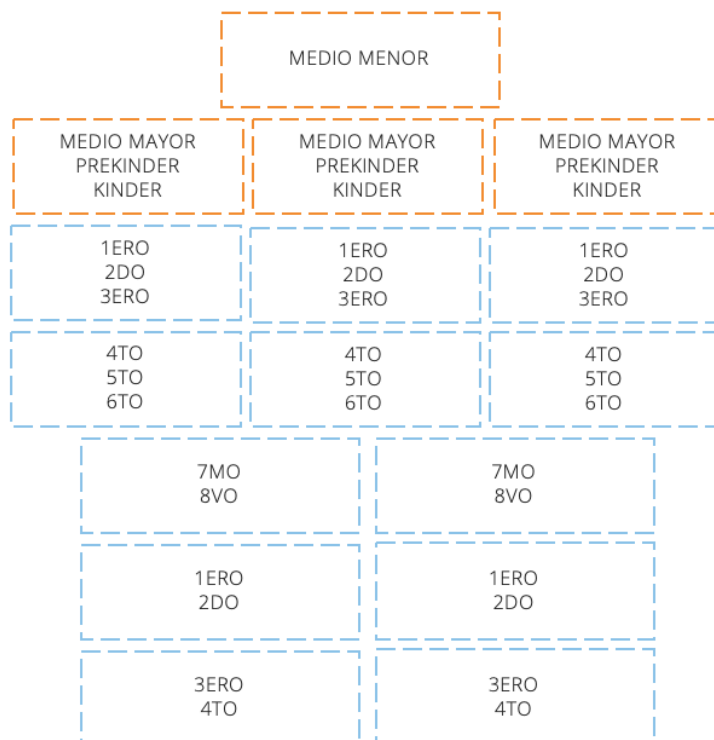 MEDIO MENOR
MEDIO MAYOR
PREKINDER
KINDER
MEDIO MAYOR
PREKINDER
KINDER
MEDIO MAYOR
PREKINDER
KINDER
1ERO
2DO
3ERO
1ERO
2DO
3ERO
1ERO
2DO
3ERO
4TO
5TO
6TO
4TO
5TO
6TO
4TO
5TO
6TO
7MO
8VO
7MO
8VO
1ERO
2DO
1ERO
2DO
3ERO
4TO
3ERO
4TO